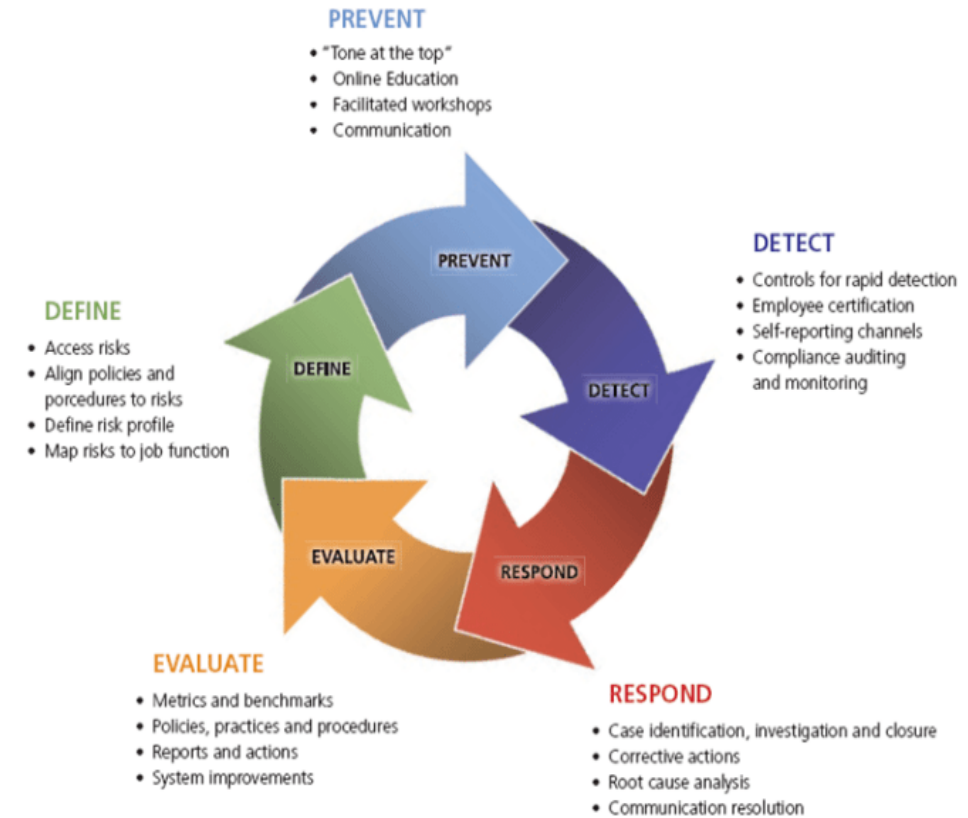 PREVENT
• "Tone at the top"
• Online Education
• Facilitated workshops
• Communication
PREVENT
DETECT
• Controls for rapid detection
• Employee certification
• Self-reporting channels
• Compliance auditing
and monitoring
DETECT
DEFINE
• Access risks
• Align policies and
porcedures to risks
• Define risk profile
• Map risks to job function
DEFINE
EVALUATE
RESPOND
EVALUATE
• Metrics and benchmarks
• Policies, practices and procedures
• Reports and actions
• System improvements
RESPOND
• Case identification, investigation and closure
• Corrective actions
• Root cause analysis
• Communication resolution